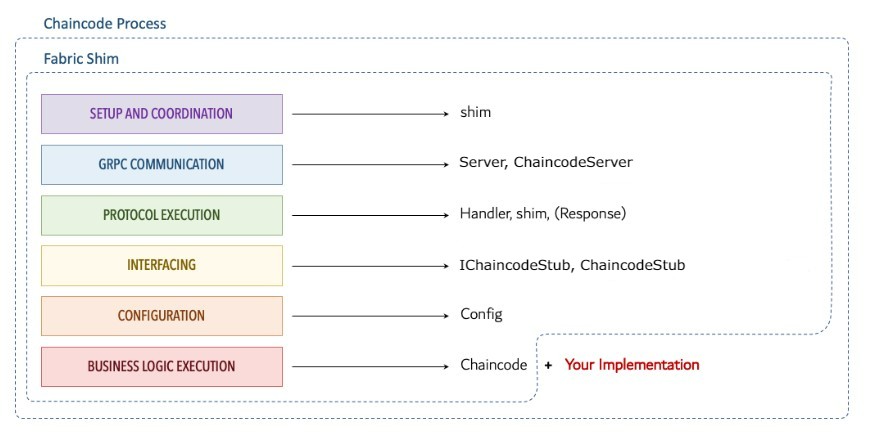 Chaincode Process
Fabric Shim
SETUP AND COORDINATION shim
GRPC COMMUNICATION Server, ChaincodeServer
PROTOCOL EXECUTION Handler, shim, (Response)
INTERFACING IChaincodeStub, ChaincodeStub
CONFIGURATION Config
BUSINESS LOGIC EXECUTION Chaincode + Your Implementation